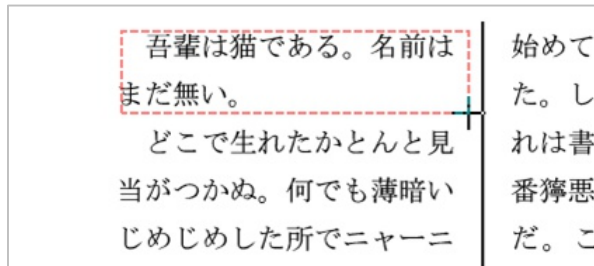 吾輩は猫である。名前は
まだ無い。
どこで生れたかとんと見
当がつかぬ。何でも薄暗い
じめじめした所でニャーニ
始めて
た。し
れは書
番獰悪
だ。こ